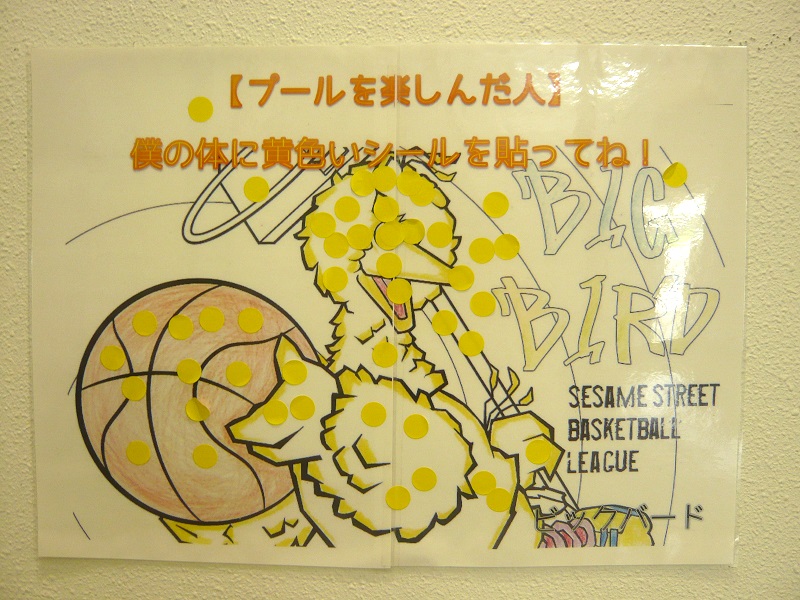 【プールを楽しんだ人】
僕の体に黄色いシールを貼ってね！
BIG
BIRD
SESAME STREET
BASKETBALL
LEAGUE
ビッグバード